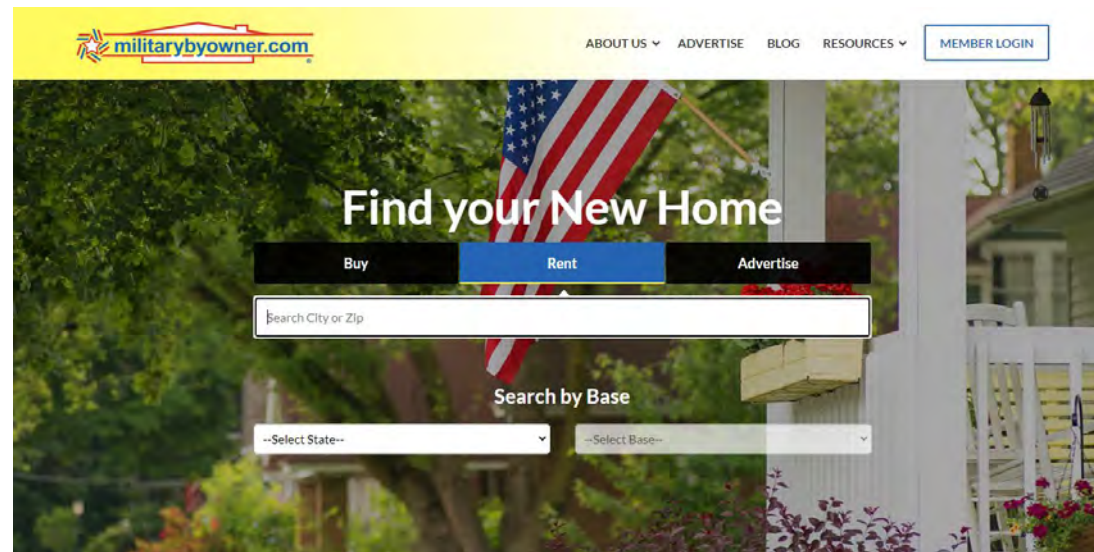 militarybyowner.com
ABOUT US ADVERTISE BLOG RESOURCES MEMBER LOGIN
Find your New Home
Buy Rent Advertise
Search City or Zip
Search by Base
--Select State-- --Select Base--